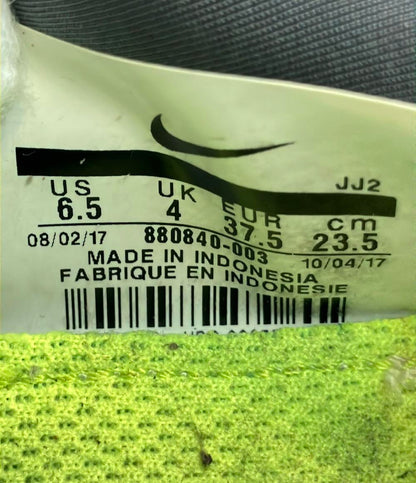 JJ2
US UK EUR cm
6.5 4 37.5 23.5
08/02/17 880840-003 10/04/17
MADE IN INDONESIA
FABRIQUE EN INDONESIE